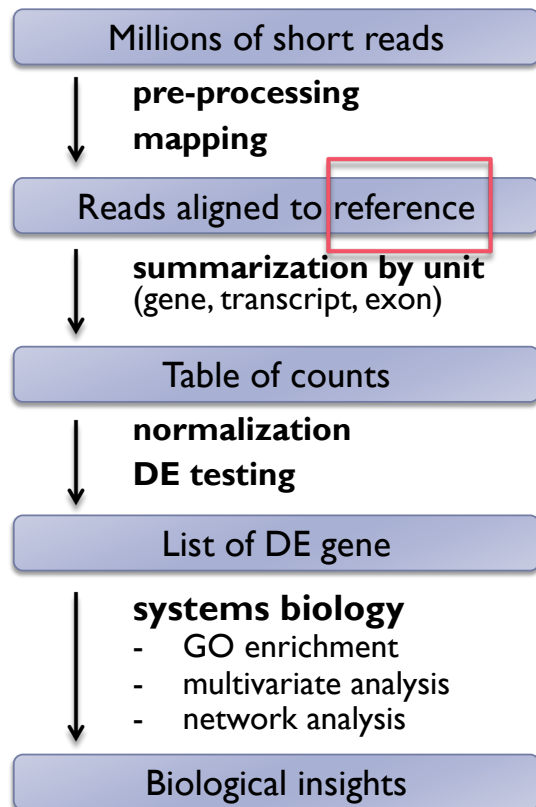 Millions of short reads
pre-processing
mapping
Reads aligned to reference
summarization by unit
(gene, transcript, exon)
Table of counts
normalization
DE testing
List of DE gene
systems biology
- GO enrichment
- multivariate analysis
- network analysis
Biological insights